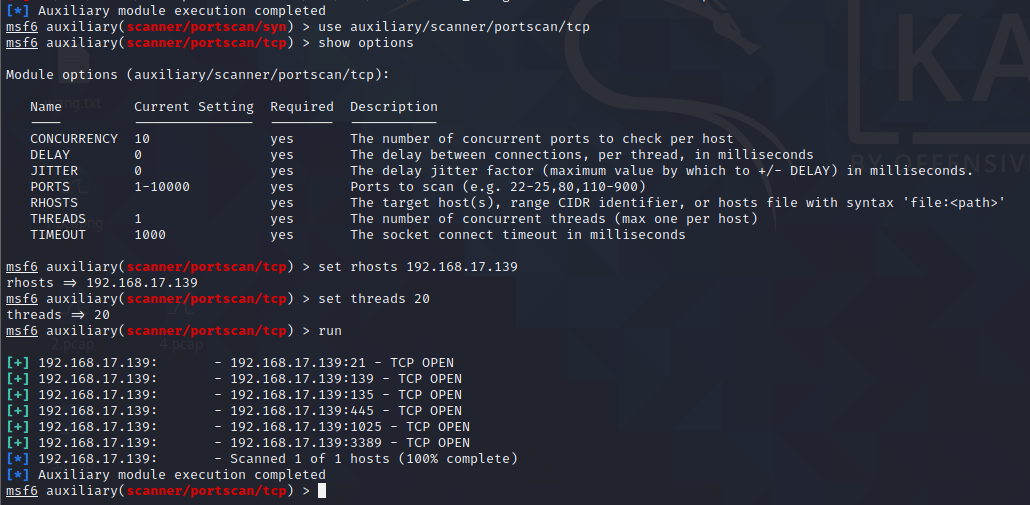 [*] Auxiliary module execution completed
msf6 auxiliary(scanner/portscan/syn) > use auxiliary/scanner/portscan/tcp
msf6 auxiliary(scanner/portscan/tcp) > show options
Module options (auxiliary/scanner/portscan/tcp):
Name Current Setting Required Description
CONCURRENCY 10 yes The number of concurrent ports to check per host
DELAY 0 yes The delay between connections, per thread, in milliseconds
JITTER 0 yes The delay jitter factor (maximum value by which to +/- DELAY) in milliseconds.
PORTS 1-10000 yes Ports to scan (e.g. 22-25,80,110-900)
RHOSTS yes The target host(s), range CIDR identifier, or hosts file with syntax 'file:<path>'
THREADS 1 yes The number of concurrent threads (max one per host)
TIMEOUT 1000 yes The socket connect timeout in milliseconds
msf6 auxiliary(scanner/portscan/tcp) > set rhosts 192.168.17.139
rhosts => 192.168.17.139
msf6 auxiliary(scanner/portscan/tcp) > set threads 20
threads => 20
msf6 auxiliary(scanner/portscan/tcp) > run
2.pcap 4.pcap
[+] 192.168.17.139: - 192.168.17.139:21 - TCP OPEN
[+] 192.168.17.139: - 192.168.17.139:139 - TCP OPEN
[+] 192.168.17.139: - 192.168.17.139:135 - TCP OPEN
[+] 192.168.17.139: - 192.168.17.139:445 - TCP OPEN
[+] 192.168.17.139: - 192.168.17.139:1025 - TCP OPEN
[+] 192.168.17.139: - 192.168.17.139:3389 - TCP OPEN
[*] 192.168.17.139: - Scanned 1 of 1 hosts (100% complete)
[*] Auxiliary module execution completed
msf6 auxiliary(scanner/portscan/tcp) >
KA
BY OFFENSIV